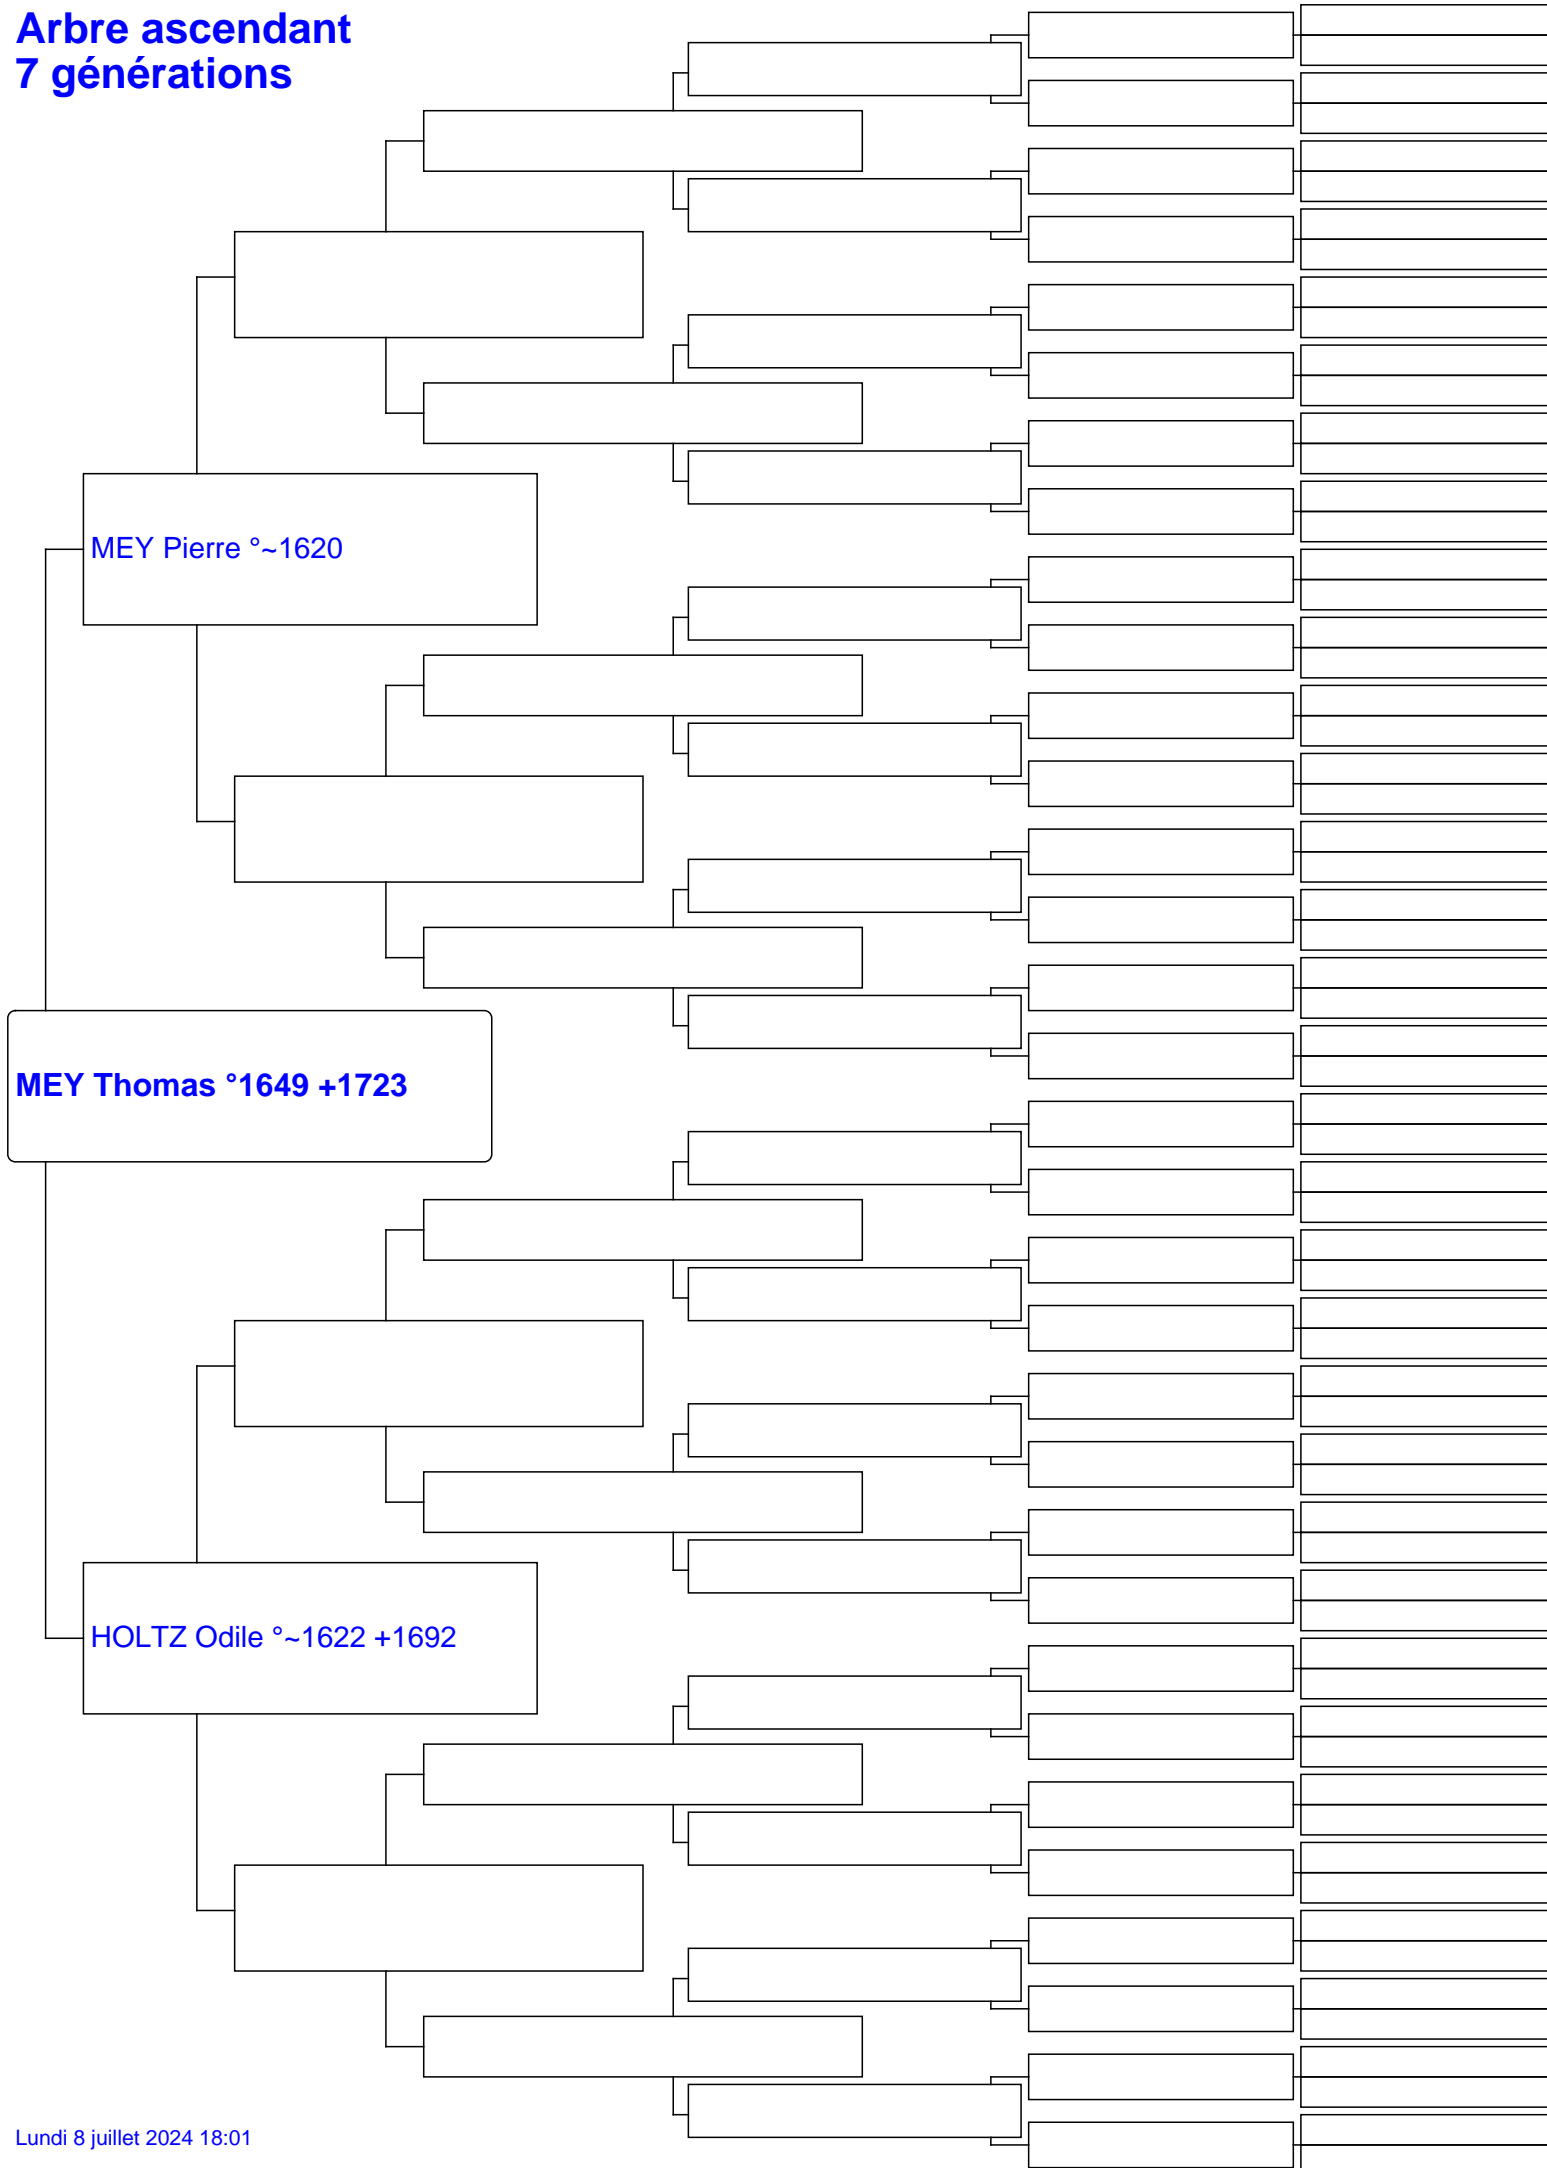 Arbre ascendant
7 générations
MEY Pierre °~1620
MEY Thomas °1649 +1723
HOLTZ Odile °~1622 +1692
Lundi 8 juillet 2024 18:01